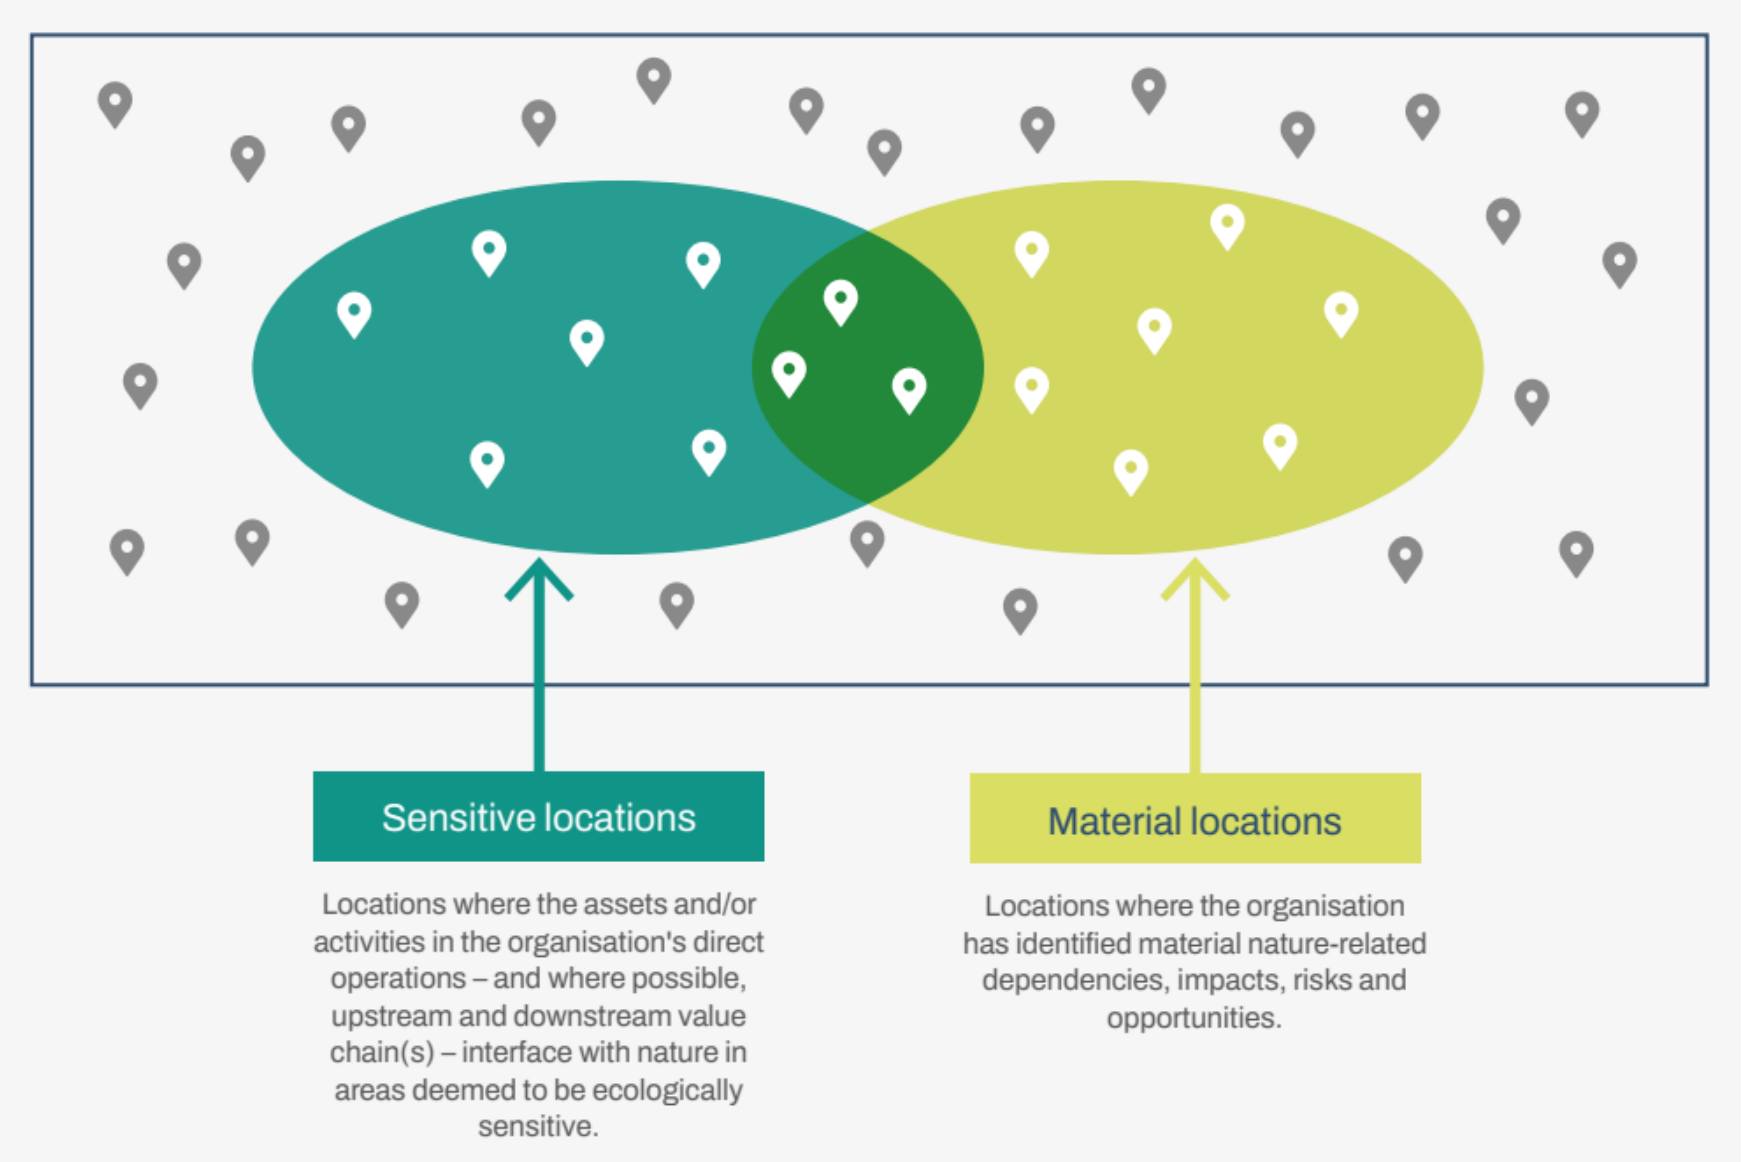 Sensitive locations
Locations where the assets and/or
activities in the organisation's direct
operations – and where possible,
upstream and downstream value
chain(s) – interface with nature in
areas deemed to be ecologically
sensitive.
Material locations
Locations where the organisation
has identified material nature-related
dependencies, impacts, risks and
opportunities.